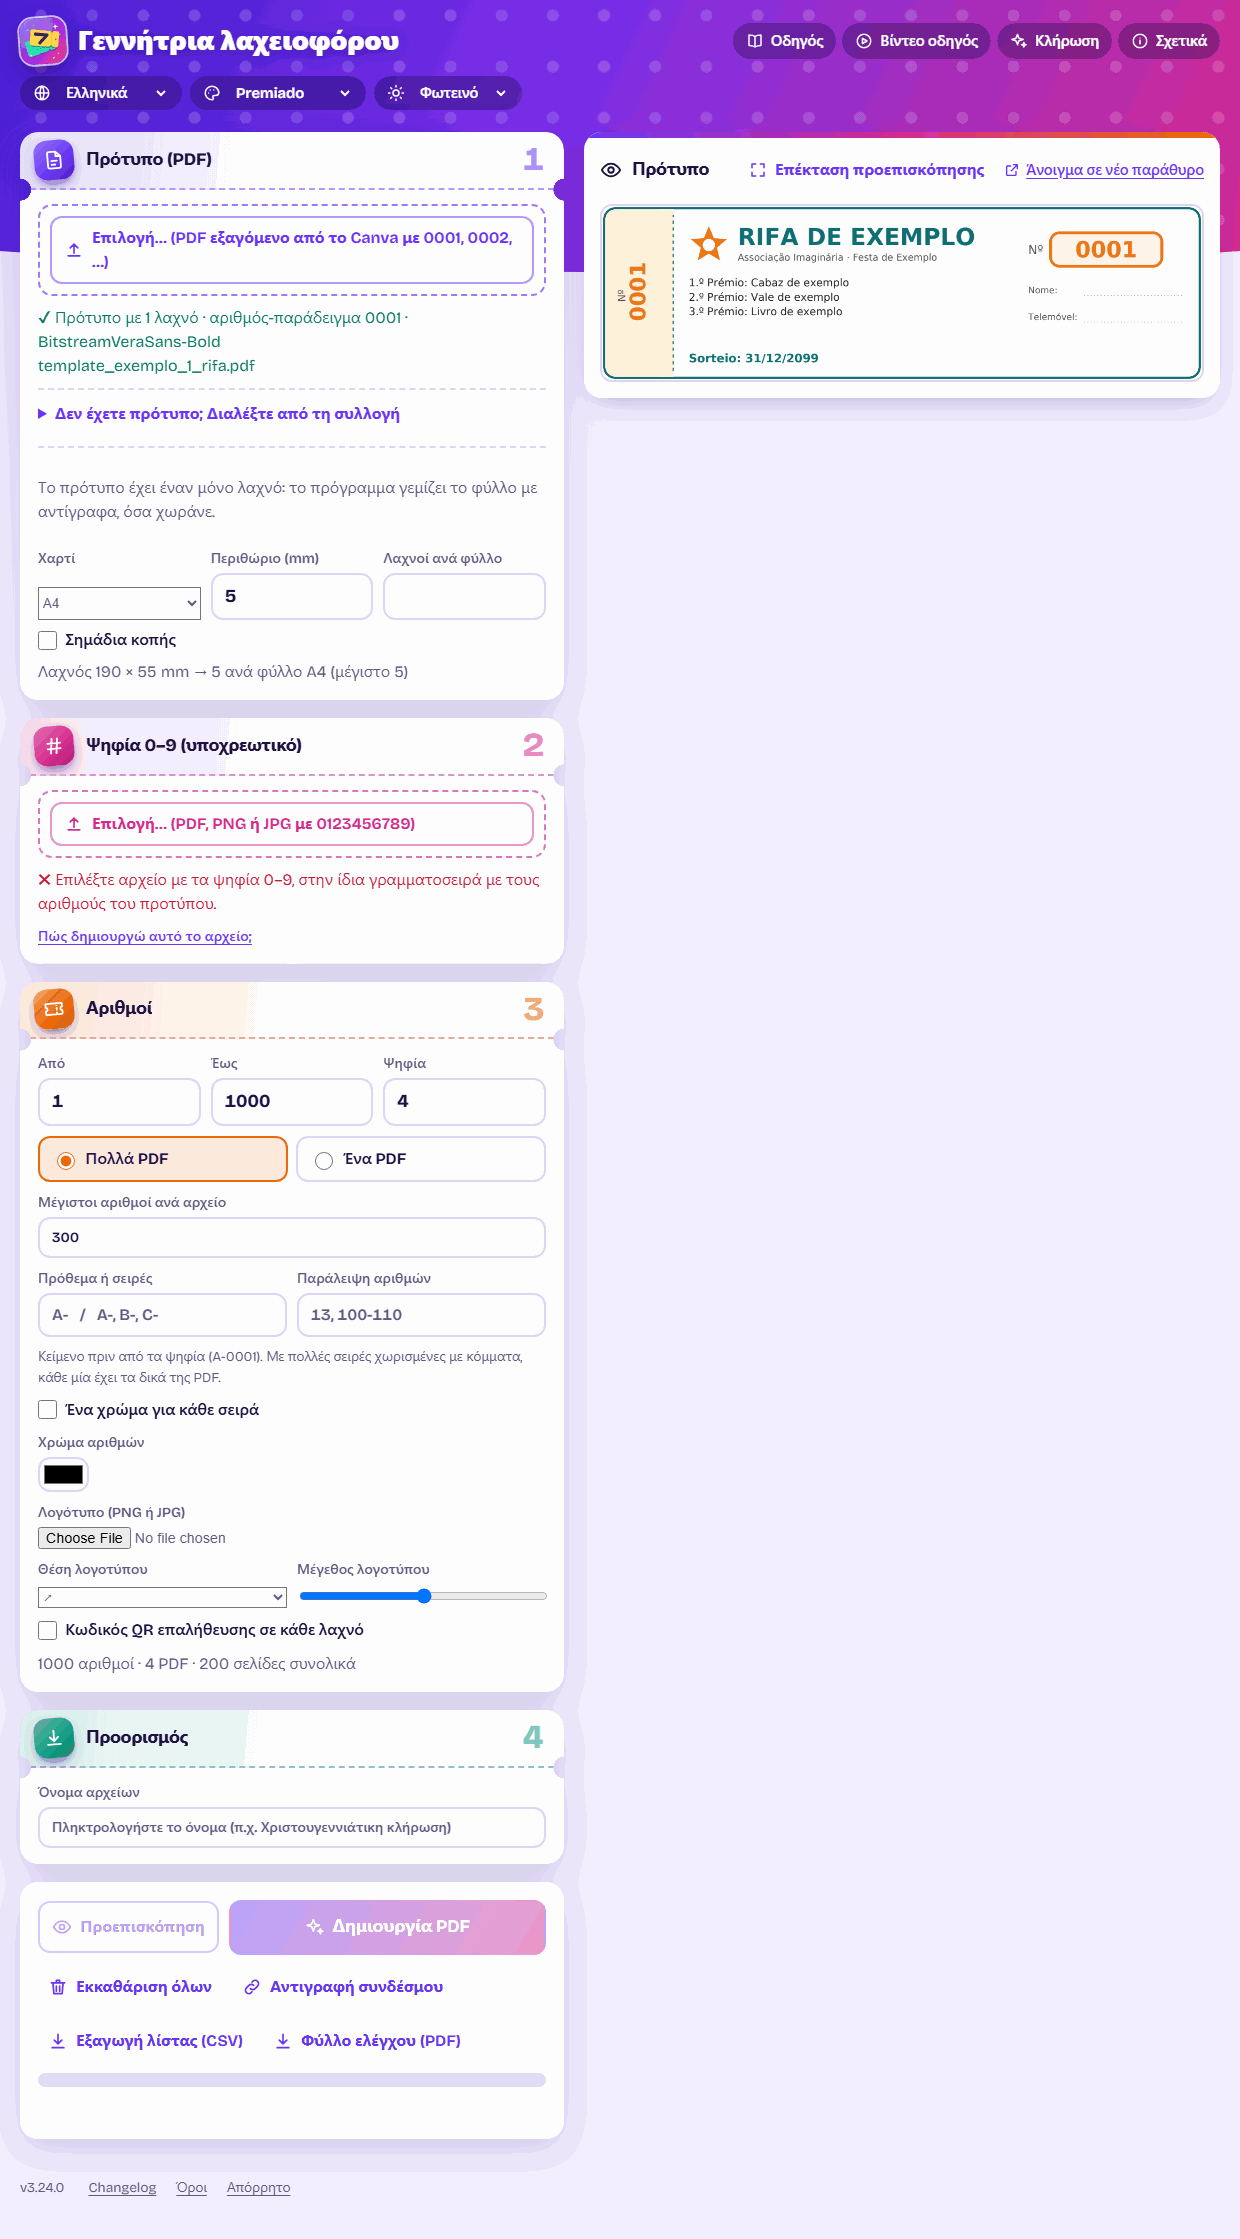 Γεννήτρια λαχειοφόρου
Οδηγός
Βίντεο οδηγός
Κλήρωση
Σχετικά
Ελληνικά
Premiado
Φωτεινό
Πρότυπο (PDF)
1
Επιλογή... (PDF εξαγόμενο από το Canva με 0001, 0002, ...)
✓ Πρότυπο με 1 λαχνό · αριθμός-παράδειγμα 0001 ·
BitstreamVeraSans-Bold
template_exemplo_1_rifa.pdf
Δεν έχετε πρότυπο; Διαλέξτε από τη συλλογή
Το πρότυπο έχει έναν μόνο λαχνό: το πρόγραμμα γεμίζει το φύλλο με
αντίγραφα, όσα χωράνε.
Χαρτί
Περιθώριο (mm)
Λαχνοί ανά φύλλο
A4
5
Σημάδια κοπής
Λαχνός 190 × 55 mm → 5 ανά φύλλο A4 (μέγιστο 5)
Ψηφία 0–9 (υποχρεωτικό)
2
Επιλογή... (PDF, PNG ή JPG με 0123456789)
✕ Επιλέξτε αρχείο με τα ψηφία 0–9, στην ίδια γραμματοσειρά με τους
αριθμούς του προτύπου.
Πώς δημιουργώ αυτό το αρχείο;
Αριθμοί
3
Από
Έως
Ψηφία
1
1000
4
Πολλά PDF
Ένα PDF
Μέγιστοι αριθμοί ανά αρχείο
300
Πρόθεμα ή σειρές
Παράλειψη αριθμών
A- / A-, B-, C-
13, 100-110
Κείμενο πριν από τα ψηφία (A-0001). Με πολλές σειρές χωρισμένες με κόμματα,
κάθε μία έχει τα δικά της PDF.
Ένα χρώμα για κάθε σειρά
Χρώμα αριθμών
Λογότυπο (PNG ή JPG)
Choose File No file chosen
Θέση λογοτύπου
Μέγεθος λογοτύπου
↗
Κωδικός QR επαλήθευσης σε κάθε λαχνό
1000 αριθμοί · 4 PDF · 200 σελίδες συνολικά
Προορισμός
4
Όνομα αρχείων
Πληκτρολογήστε το όνομα (π.χ. Χριστουγεννιάτικη κλήρωση)
Προεπισκόπηση
Δημιουργία PDF
Εκκαθάριση όλων
Αντιγραφή συνδέσμου
Εξαγωγή λίστας (CSV)
Φύλλο ελέγχου (PDF)
v3.24.0
Changelog
Όροι
Απόρρητο
Πρότυπο
Επέκταση προεπισκόπησης
Άνοιγμα σε νέο παράθυρο
Nº
0001
RIFA DE EXEMPLO
Associação Imaginária · Festa de Exemplo
1.º Prémio: Cabaz de exemplo
2.º Prémio: Vale de exemplo
3.º Prémio: Livro de exemplo
Sorteio: 31/12/2099
Nº 0001
Nome:
Telemóvel: